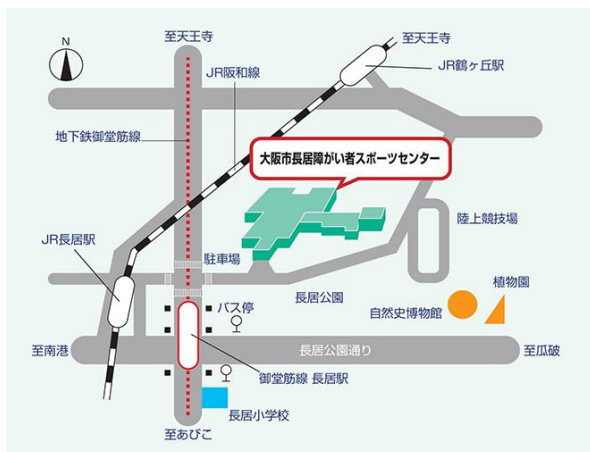 至天王寺
至天王寺
N
JR阪和線
JR鶴ヶ丘駅
地下鉄御堂筋線
大阪市長居障がい者スポーツセンター
陸上競技場
JR長居駅
駐車場
植物園
長居公園
バス停
自然史博物館
至南港
長居公園通り
至瓜破
御堂筋線 長居駅
長居小学校
至あびこ